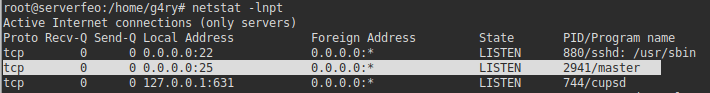 root@serverfeo:/home/g4ry# netstat -lnpt
Active Internet connections (only servers)
Proto Recv-Q Send-Q Local Address           Foreign Address         State       PID/Program name
tcp        0      0 0.0.0.0:22              0.0.0.0:*               LISTEN      880/sshd: /usr/sbin
tcp        0      0 0.0.0.0:25              0.0.0.0:*               LISTEN      2941/master
tcp        0      0 127.0.0.1:631           0.0.0.0:*               LISTEN      744/cupsd